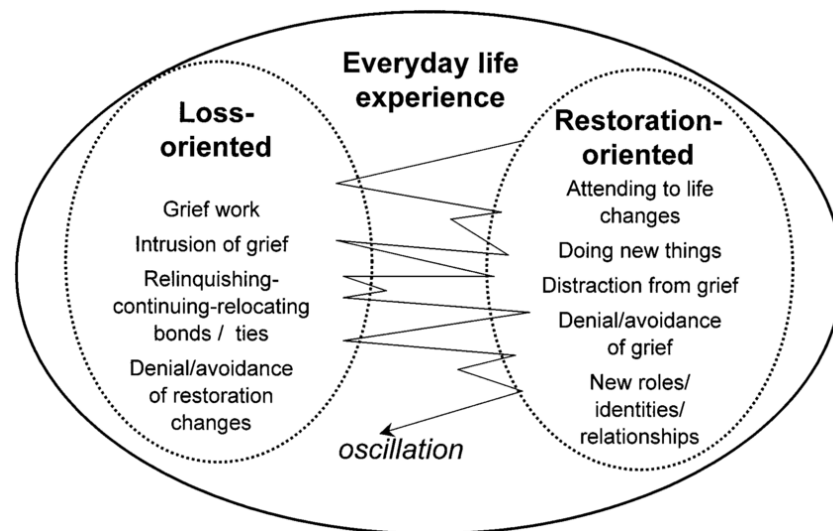 Everyday life
experience
Loss-
oriented
Grief work
Intrusion of grief
Relinquishing-
continuing-relocating
bonds / ties
Denial/avoidance
of restoration
changes
Restoration-
oriented
Attending to life
changes
Doing new things
Distraction from grief
Denial/avoidance
of grief
New roles/
identities/
relationships
oscillation